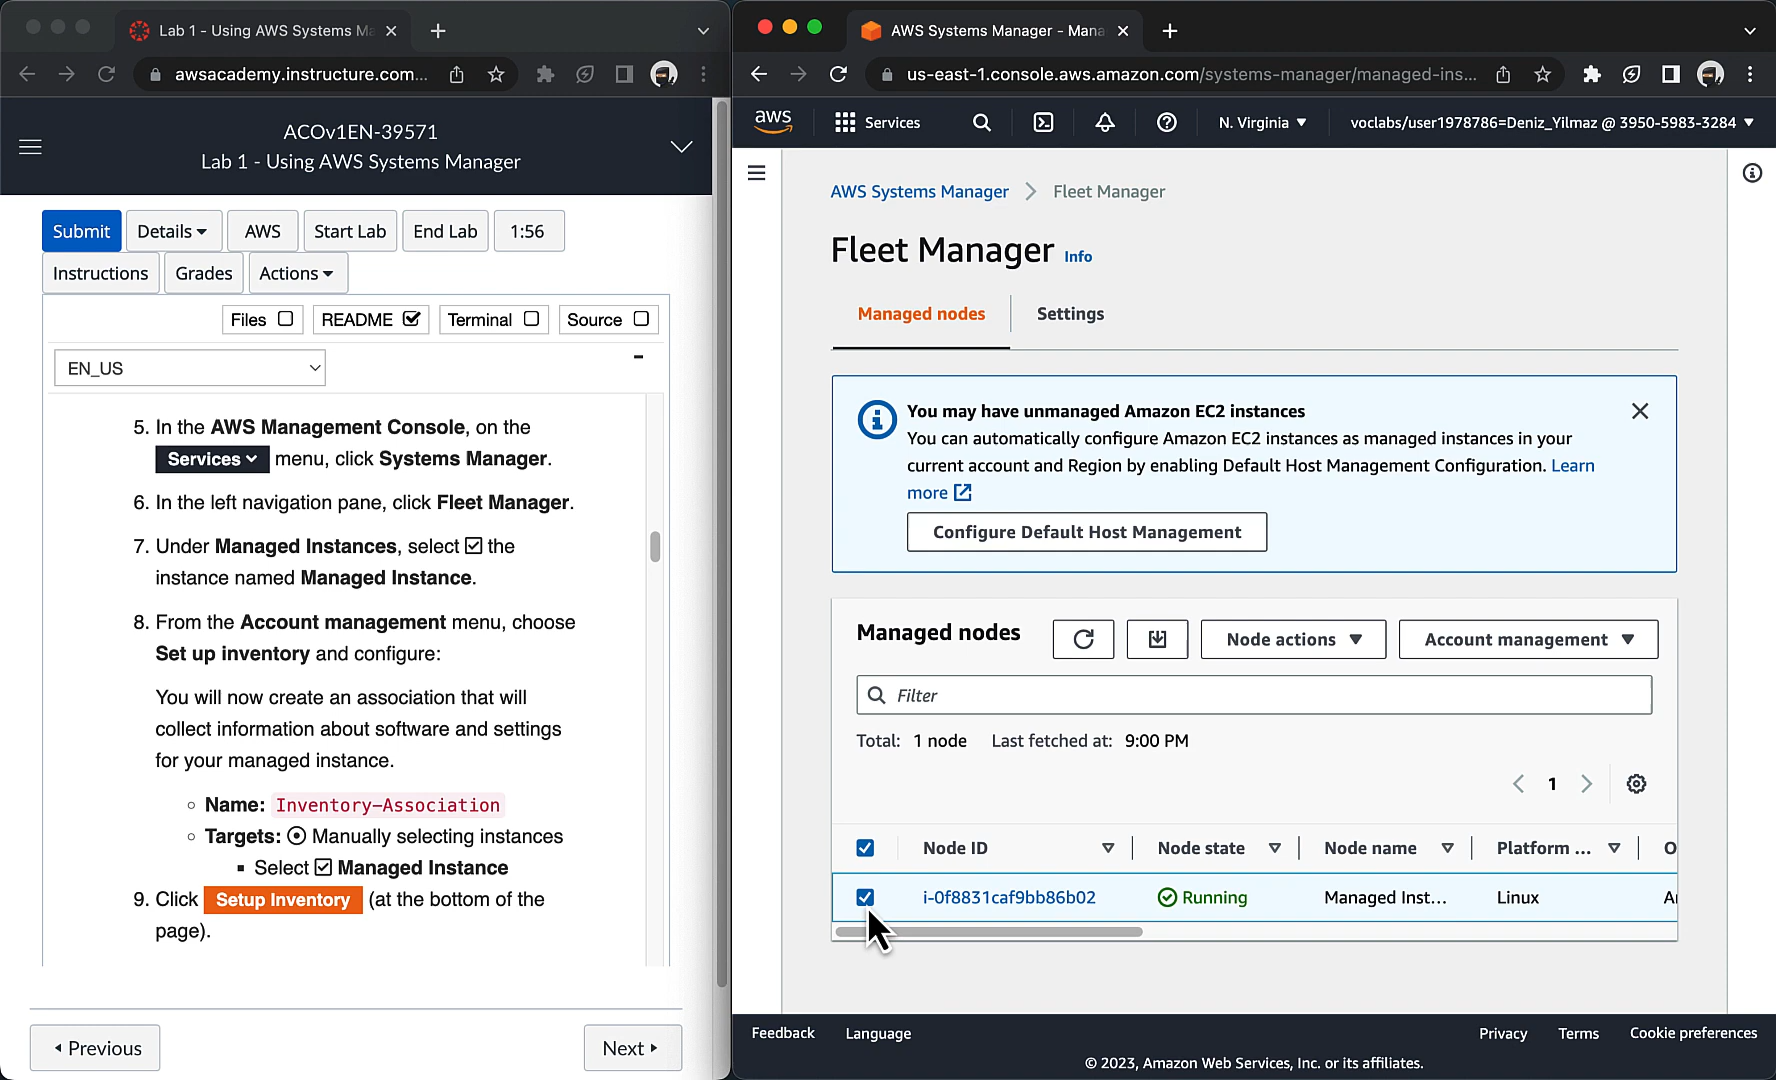 Lab 1 - Using AWS Systems Ma
awsacademy.instructure.com...
ACOv1EN-39571
Lab 1 - Using AWS Systems Manager
Submit
Details
AWS
Start Lab
End Lab
1:56
Instructions
Grades
Actions
Files
README
Terminal
Source
EN_US
5. In the AWS Management Console, on the
Services menu, click Systems Manager.
6. In the left navigation pane, click Fleet Manager.
7. Under Managed Instances, select the
instance named Managed Instance.
8. From the Account management menu, choose
Set up inventory and configure:
You will now create an association that will
collect information about software and settings
for your managed instance.
Name: Inventory-Association
Targets: Manually selecting instances
Select Managed Instance
9. Click Setup Inventory (at the bottom of the
page).
Previous
Next
AWS Systems Manager - Mana
us-east-1.console.aws.amazon.com/systems-manager/managed-ins...
aws
Services
N. Virginia
voclabs/user1978786=Deniz_Yilmaz @ 3950-5983-3284
AWS Systems Manager
Fleet Manager
Fleet Manager Info
Managed nodes
Settings
You may have unmanaged Amazon EC2 instances
You can automatically configure Amazon EC2 instances as managed instances in your
current account and Region by enabling Default Host Management Configuration. Learn
more
Configure Default Host Management
Managed nodes
Node actions
Account management
Filter
Total: 1 node Last fetched at: 9:00 PM
1
Node ID
Node state
Node name
Platform ...
O
i-0f8831caf9bb86b02
Running
Managed Inst...
Linux
Feedback
Language
Privacy
Terms
Cookie preferences
© 2023, Amazon Web Services, Inc. or its affiliates.